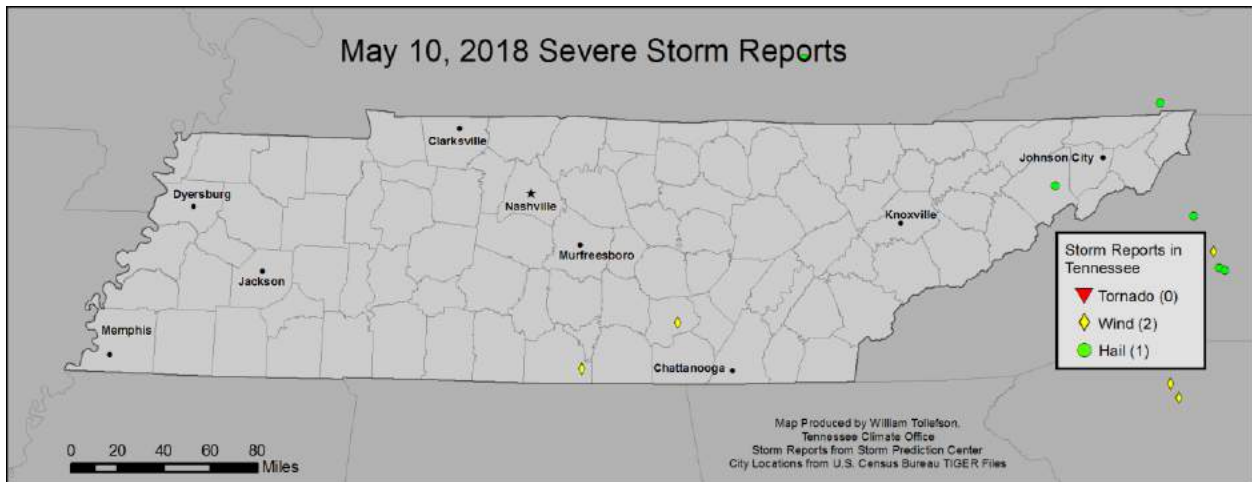 May 10, 2018 Severe Storm Reports
Clarksville
Johnson City
Dyersburg
Nashville
Knoxville
Murfreesboro
Storm Reports in
Tennessee
Jackson
Tornado (0)
Wind (2)
Memphis
Hail (1)
Chattanooga
Map Produced by William Tollefson,
Tennessee Climate Office
Storm Reports from Storm Prediction Center
City Locations from U.S. Census Bureau TIGER Files
0 20 40 60 80
Miles